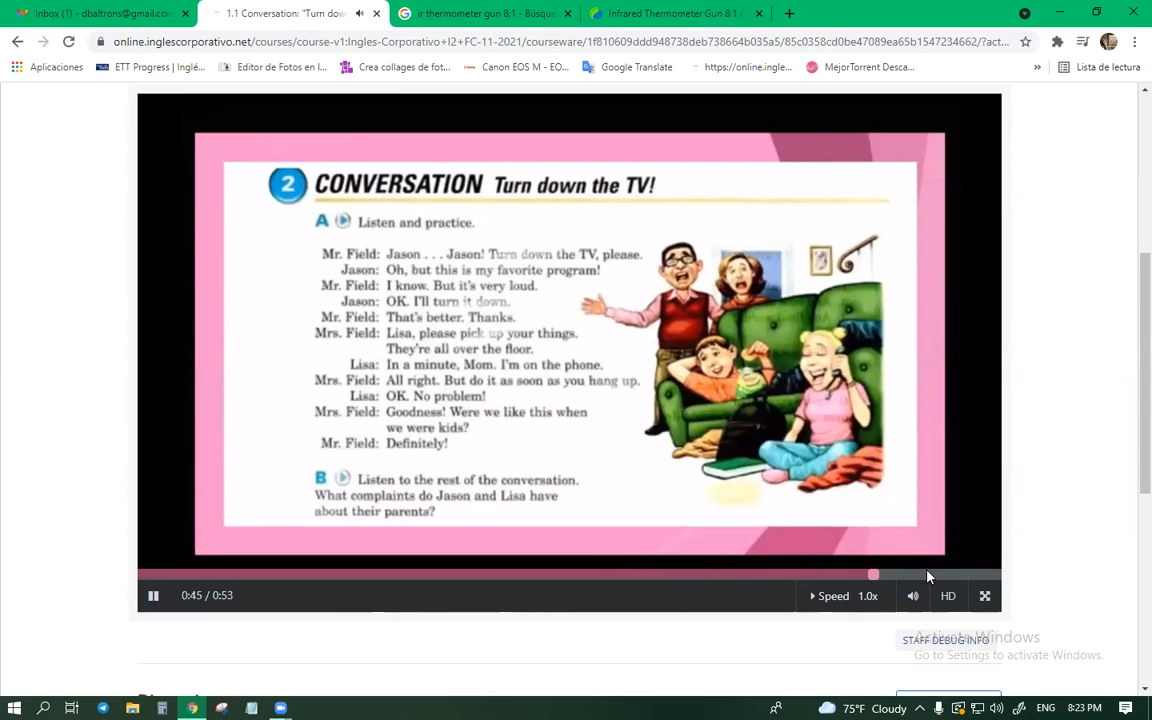 Inbox (1) - dbaltrons@gmail.com
1.1 Conversation: "Turn dow
ir thermometer gun 8:1 - Búsque
Infrared Thermometer Gun 8:1 /
online.inglescorporativo.net/courses/course-v1:Ingles-Corporativo+I2+FC-11-2021/courseware/1f810609ddd948738deb738664b035a5/85c0358cd0be47089ea65b1547234662/?act...
Aplicaciones
ETT Progress | Inglé...
Editor de Fotos en l...
Crea collages de fot...
Canon EOS M - EO...
Google Translate
https://online.ingle...
MejorTorrent Desca...
»
Lista de lectura
2 CONVERSATION Turn down the TV!
A Listen and practice.
Mr. Field: Jason . . . Jason! Turn down the TV, please.
Jason: Oh, but this is my favorite program!
Mr. Field: I know. But it's very loud.
Jason: OK. I'll turn it down.
Mr. Field: That's better. Thanks.
Mrs. Field: Lisa, please pick up your things.
They're all over the floor.
Lisa: In a minute, Mom. I'm on the phone.
Mrs. Field: All right. But do it as soon as you hang up.
Lisa: OK. No problem!
Mrs. Field: Goodness! Were we like this when
we were kids?
Mr. Field: Definitely!
B Listen to the rest of the conversation.
What complaints do Jason and Lisa have
about their parents?
0:45 / 0:53
Speed 1.0x
HD
STAFF DEBUG INFO
Activate Windows
Go to Settings to activate Windows.
75°F Cloudy
ENG
8:23 PM